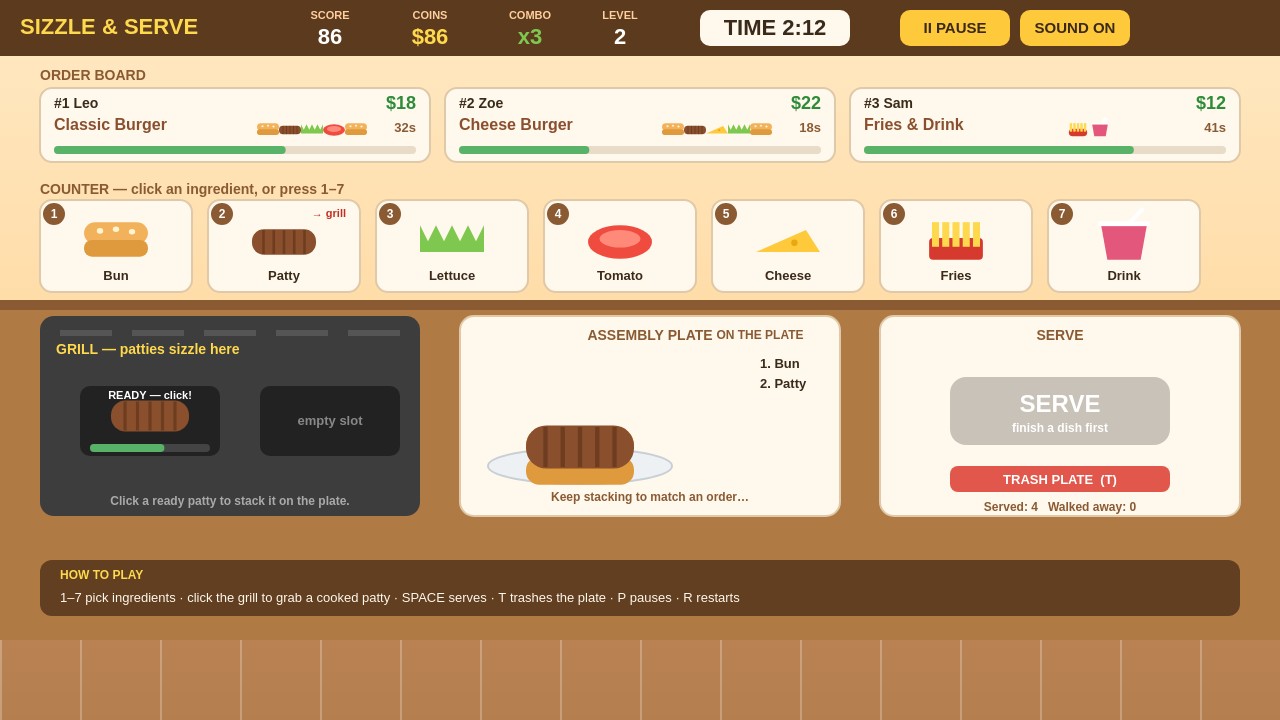 SIZZLE & SERVE
SCORE
86
COINS
$86
COMBO
x3
LEVEL
2
TIME 2:12
II PAUSE
SOUND ON
ORDER BOARD
#1 Leo
$18
Classic Burger
32s
#2 Zoe
$22
Cheese Burger
18s
#3 Sam
$12
Fries & Drink
41s
COUNTER — click an ingredient, or press 1–7
1
Bun
2
→ grill
Patty
3
Lettuce
4
Tomato
5
Cheese
6
Fries
7
Drink
GRILL — patties sizzle here
READY — click!
empty slot
Click a ready patty to stack it on the plate.
ASSEMBLY PLATE
ON THE PLATE
1. Bun
2. Patty
Keep stacking to match an order…
SERVE
SERVE
finish a dish first
TRASH PLATE (T)
Served: 4 Walked away: 0
HOW TO PLAY
1–7 pick ingredients · click the grill to grab a cooked patty · SPACE serves · T trashes the plate · P pauses · R restarts